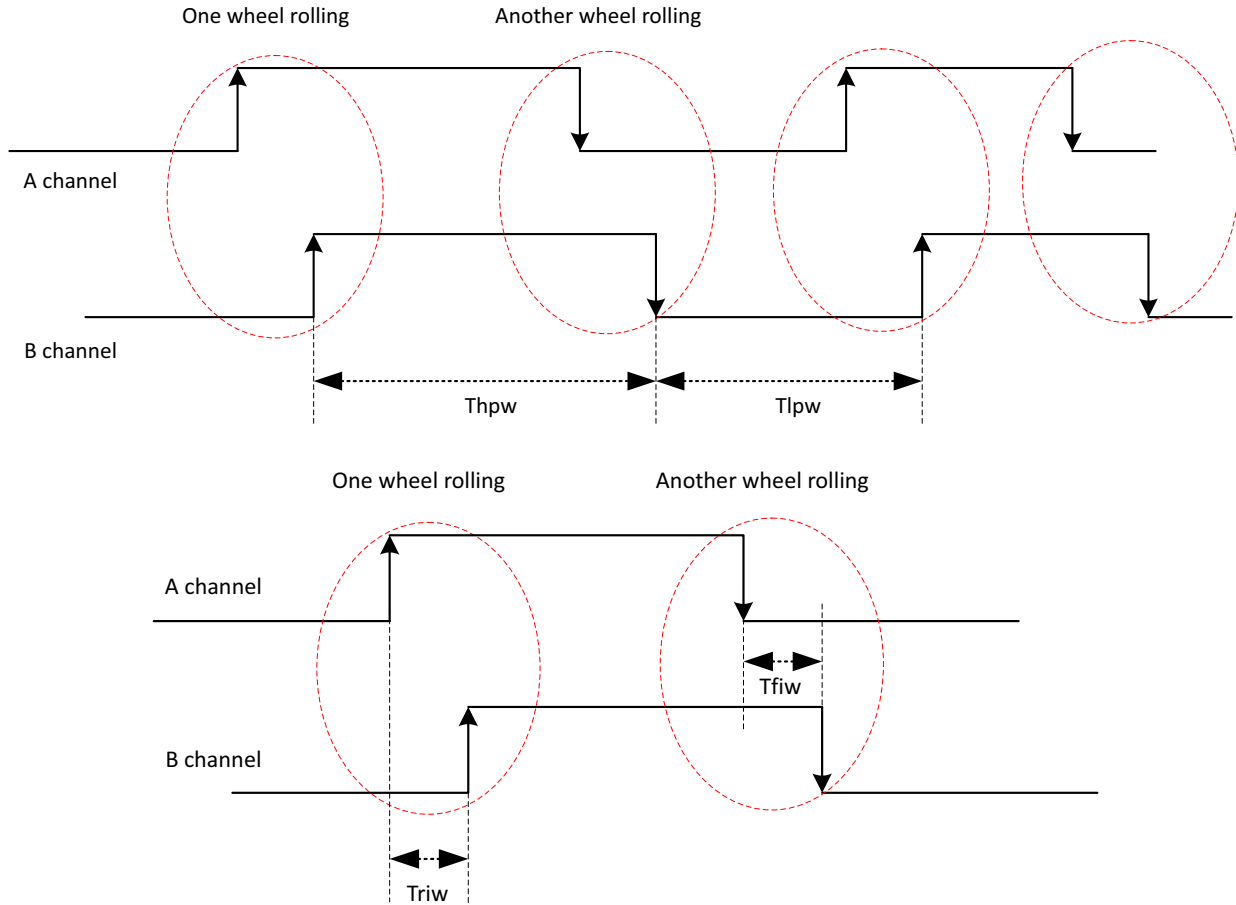 One wheel rolling
Another wheel rolling
A channel
B channel
Thpw
Tlpw
One wheel rolling
Another wheel rolling
A channel
Tfiw
B channel
Triw